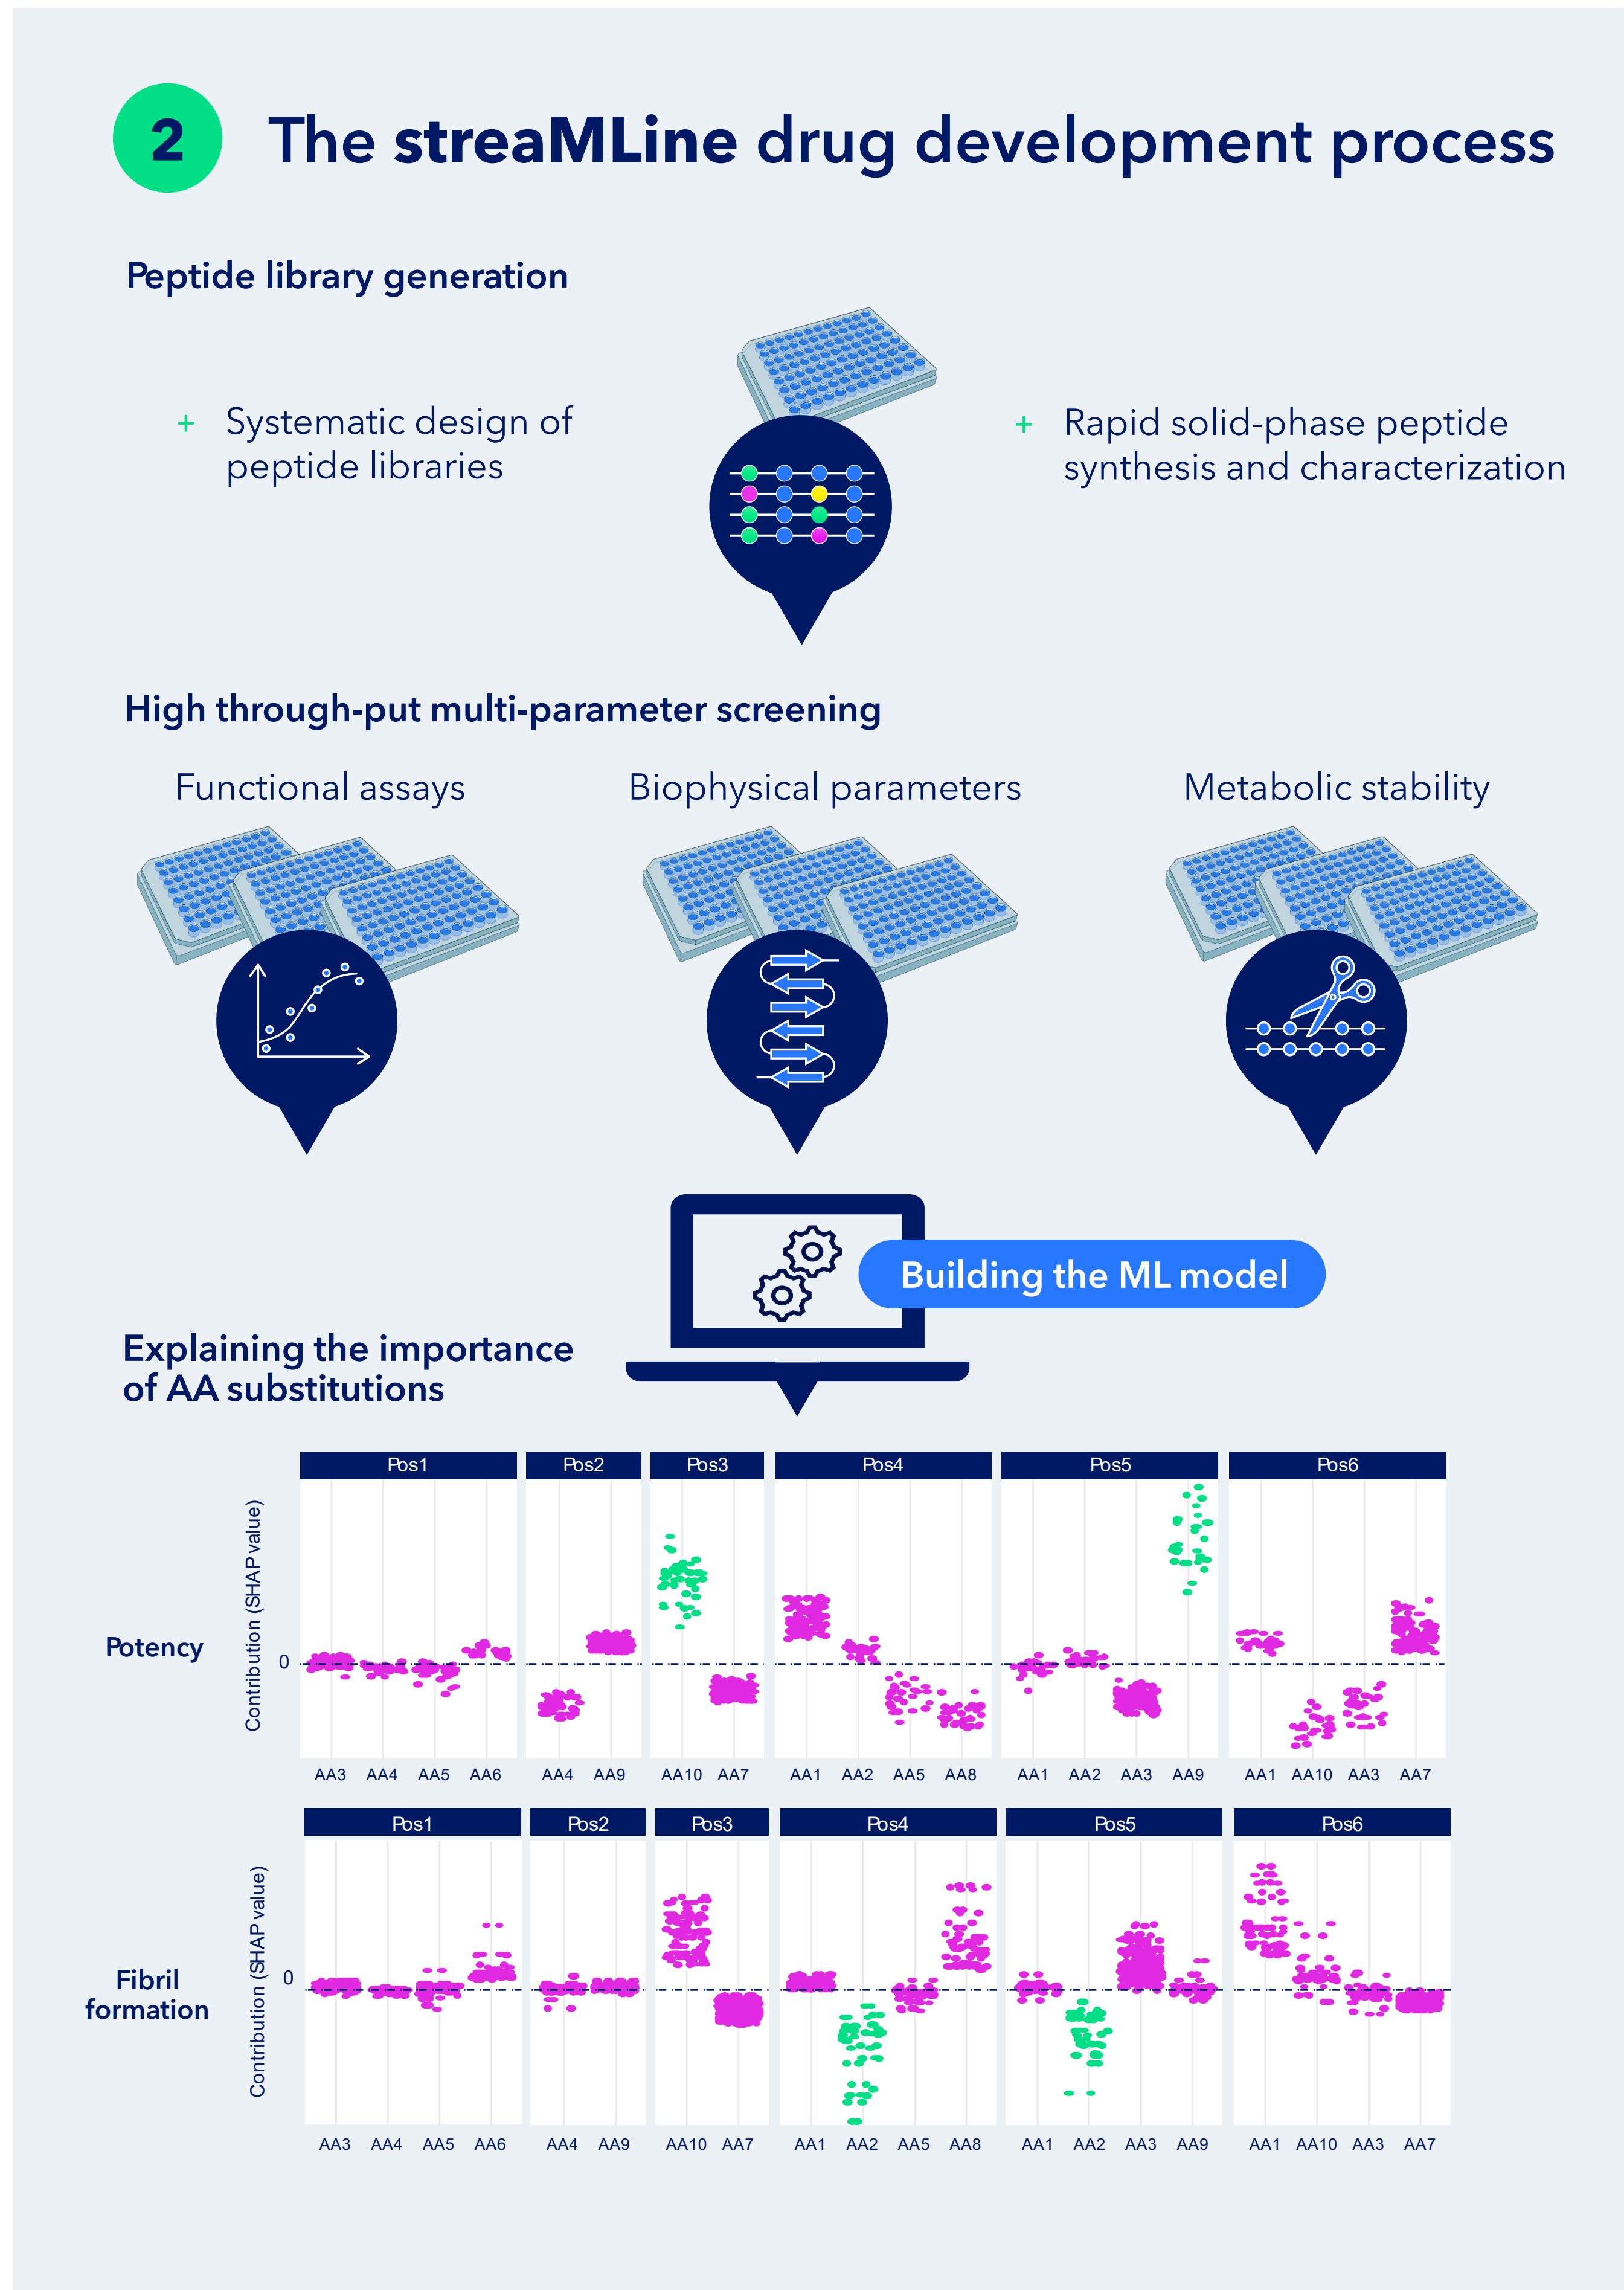 2
The streaMLine drug development process
Peptide library generation
+ Systematic design of
peptide libraries
+ Rapid solid-phase peptide
synthesis and characterization
High through-put multi-parameter screening
Functional assays
Biophysical parameters
Metabolic stability
Building the ML model
Explaining the importance
of AA substitutions
Pos1 Pos2 Pos3 Pos4 Pos5 Pos6
Potency
Contribution (SHAP value)
0
AA3 AA4 AA5 AA6 AA4 AA9 AA10 AA7 AA1 AA2 AA5 AA8 AA1 AA2 AA3 AA9 AA1 AA10 AA3 AA7
Pos1 Pos2 Pos3 Pos4 Pos5 Pos6
Fibril
formation
Contribution (SHAP value)
0
AA3 AA4 AA5 AA6 AA4 AA9 AA10 AA7 AA1 AA2 AA5 AA8 AA1 AA2 AA3 AA9 AA1 AA10 AA3 AA7